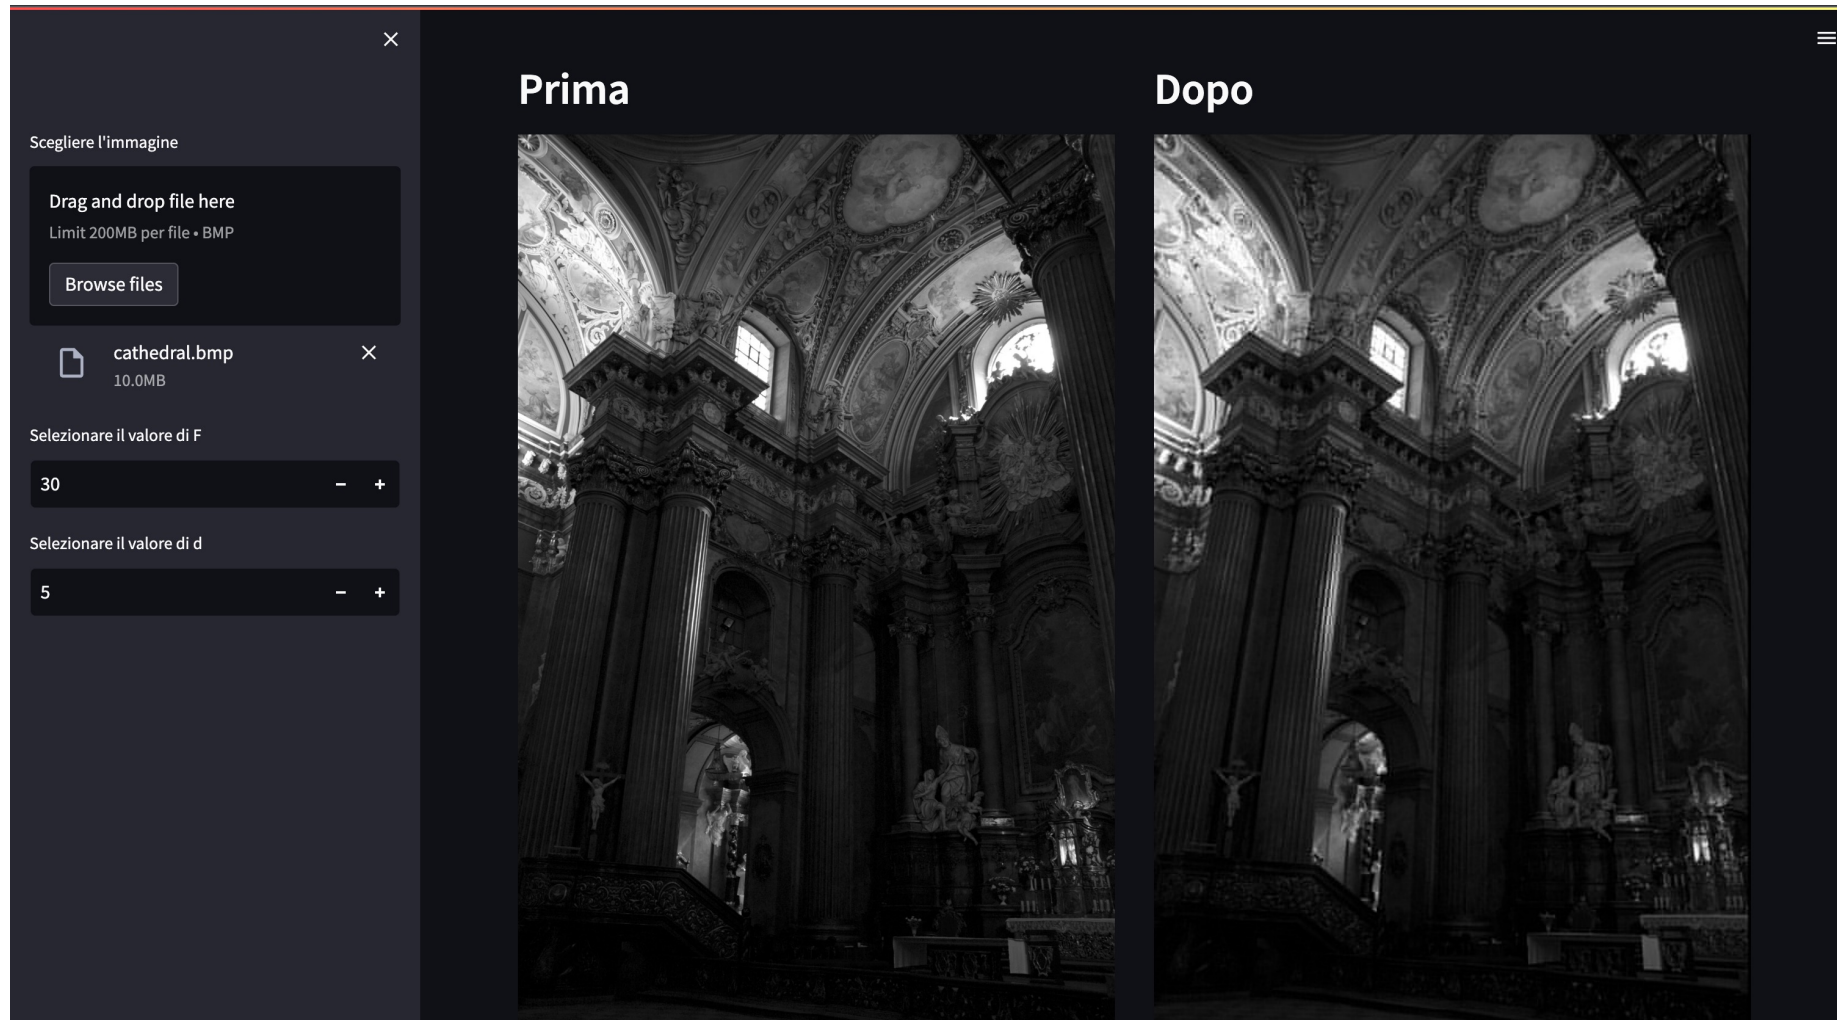 Scegliere l'immagine
Drag and drop file here
Limit 200MB per file • BMP
Browse files
cathedral.bmp
10.0MB
Selezionare il valore di F
30
Selezionare il valore di d
5
Prima
Dopo